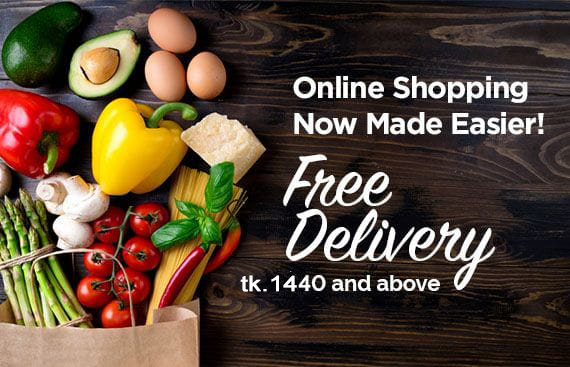 Online Shopping
Now Made Easier!
Free
Delivery
tk.1440 and above